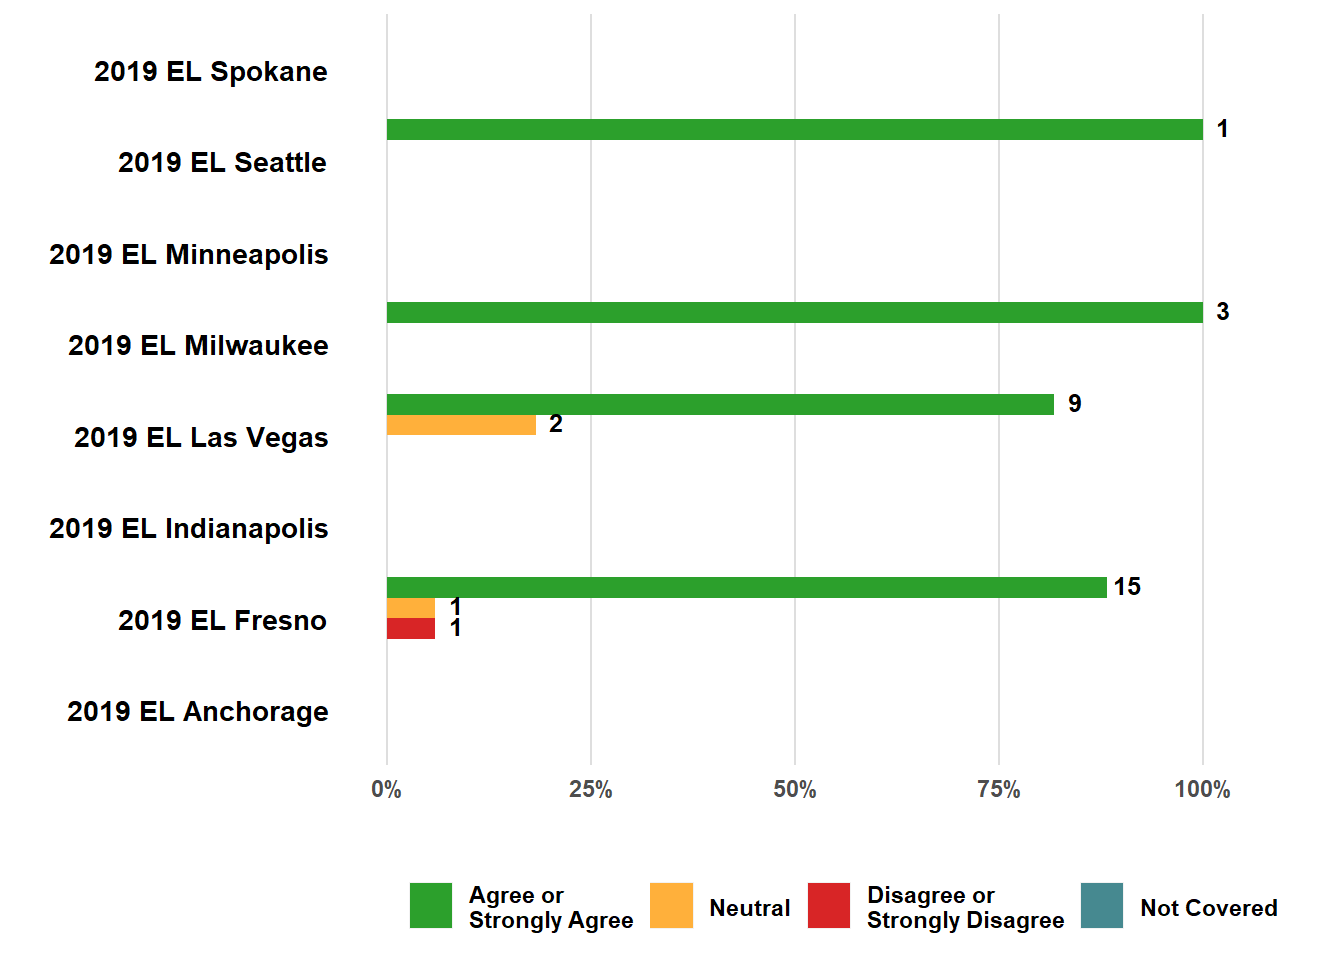 2019 EL Spokane
1
2019 EL Seattle
2019 EL Minneapolis
3
2019 EL Milwaukee
9
2
2019 EL Las Vegas
2019 EL Indianapolis
15
1
2019 EL Fresno
1
2019 EL Anchorage
0% 25% 50% 75% 100%
Agree or
Strongly Agree
Neutral
Disagree or
Strongly Disagree
Not Covered